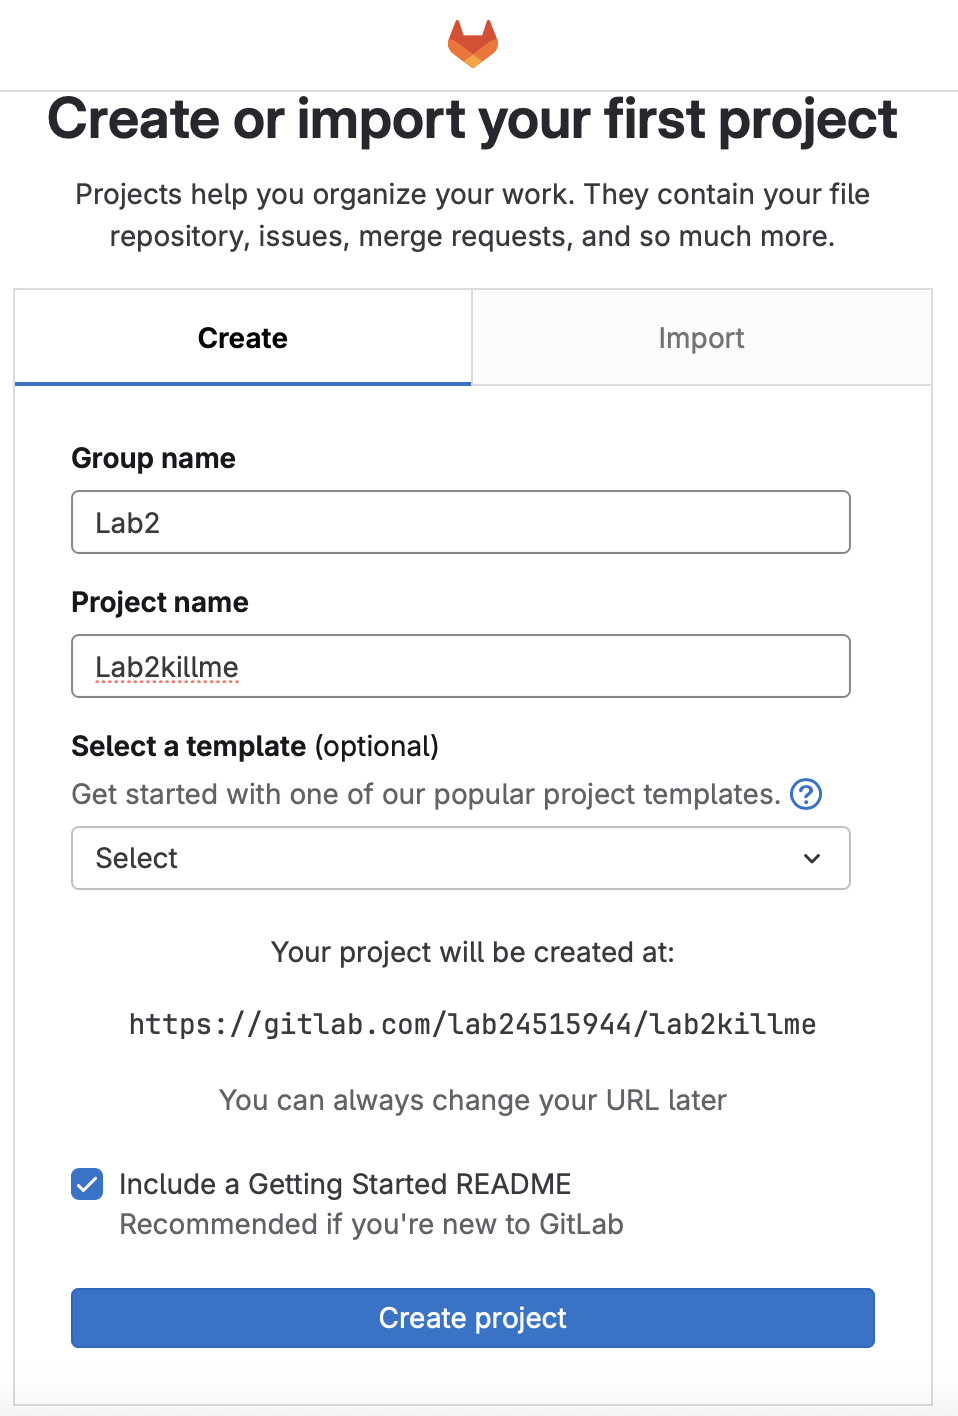 Create or import your first project
Projects help you organize your work. They contain your file
repository, issues, merge requests, and so much more.
Create
Import
Group name
Lab2
Project name
Lab2killme
Select a template (optional)
Get started with one of our popular project templates. ?
Select
Your project will be created at:
https://gitlab.com/lab24515944/lab2killme
You can always change your URL later
Include a Getting Started README
Recommended if you're new to GitLab
Create project